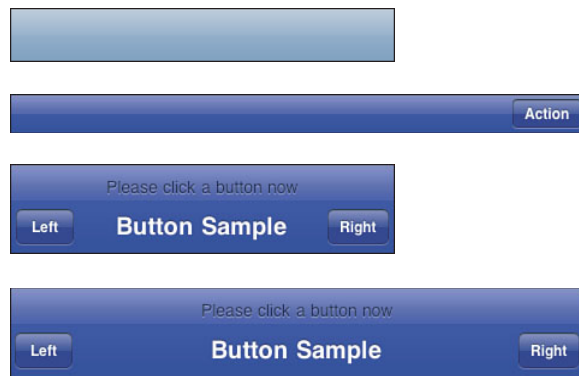 Action
Please click a button now
Left Button Sample Right
Please click a button now
Left Button Sample Right